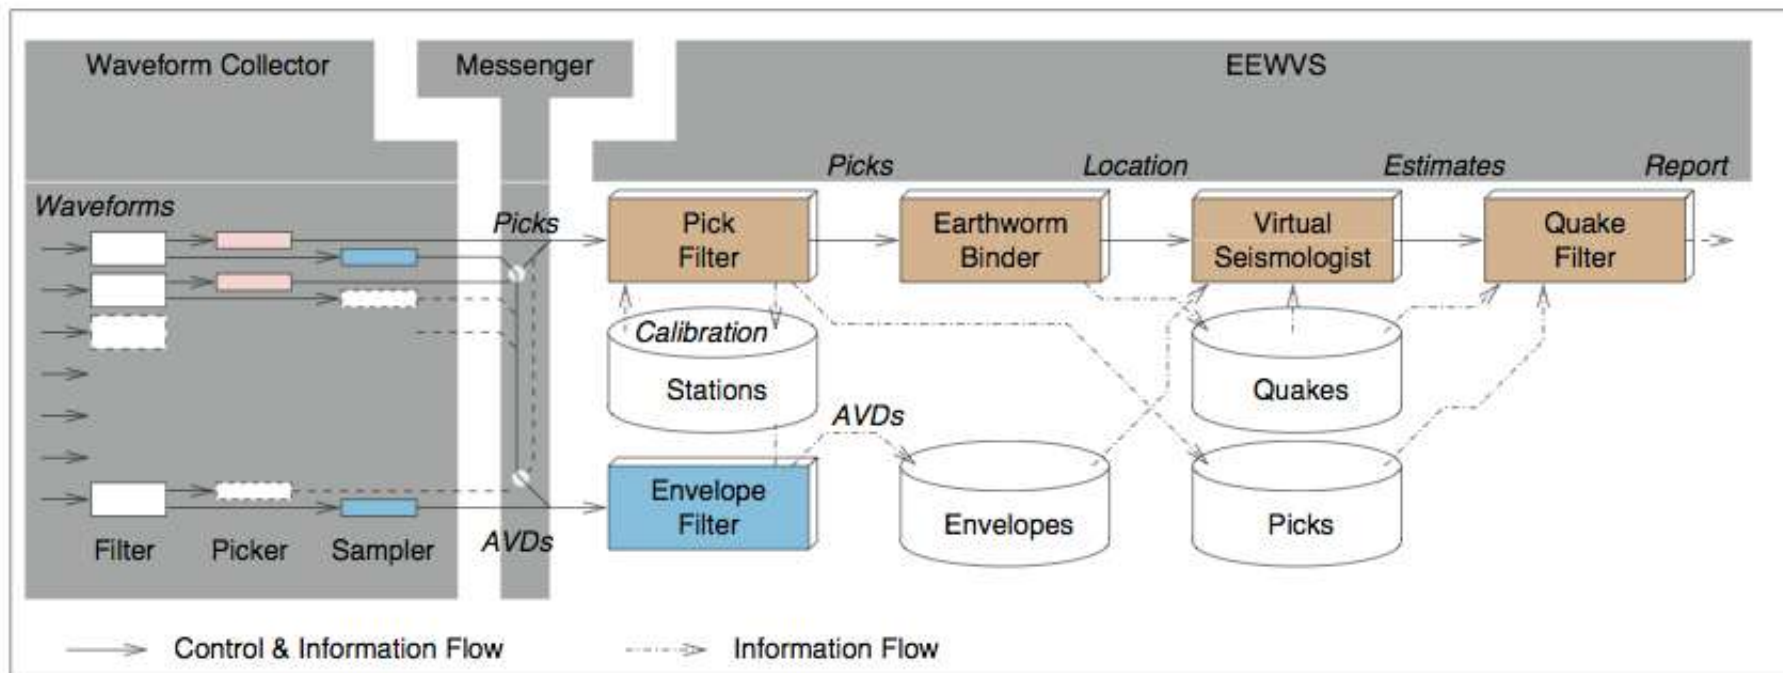 Waveform Collector
Messenger
EEWVS
Picks
Location
Estimates
Report
Waveforms
Picks
Pick
Filter
Earthworm
Binder
Virtual
Seismologist
Quake
Filter
Calibration
Stations
Quakes
AVDs
Envelope
Filter
Envelopes
Picks
Filter
Picker
Sampler
AVDs
Control & Information Flow
Information Flow